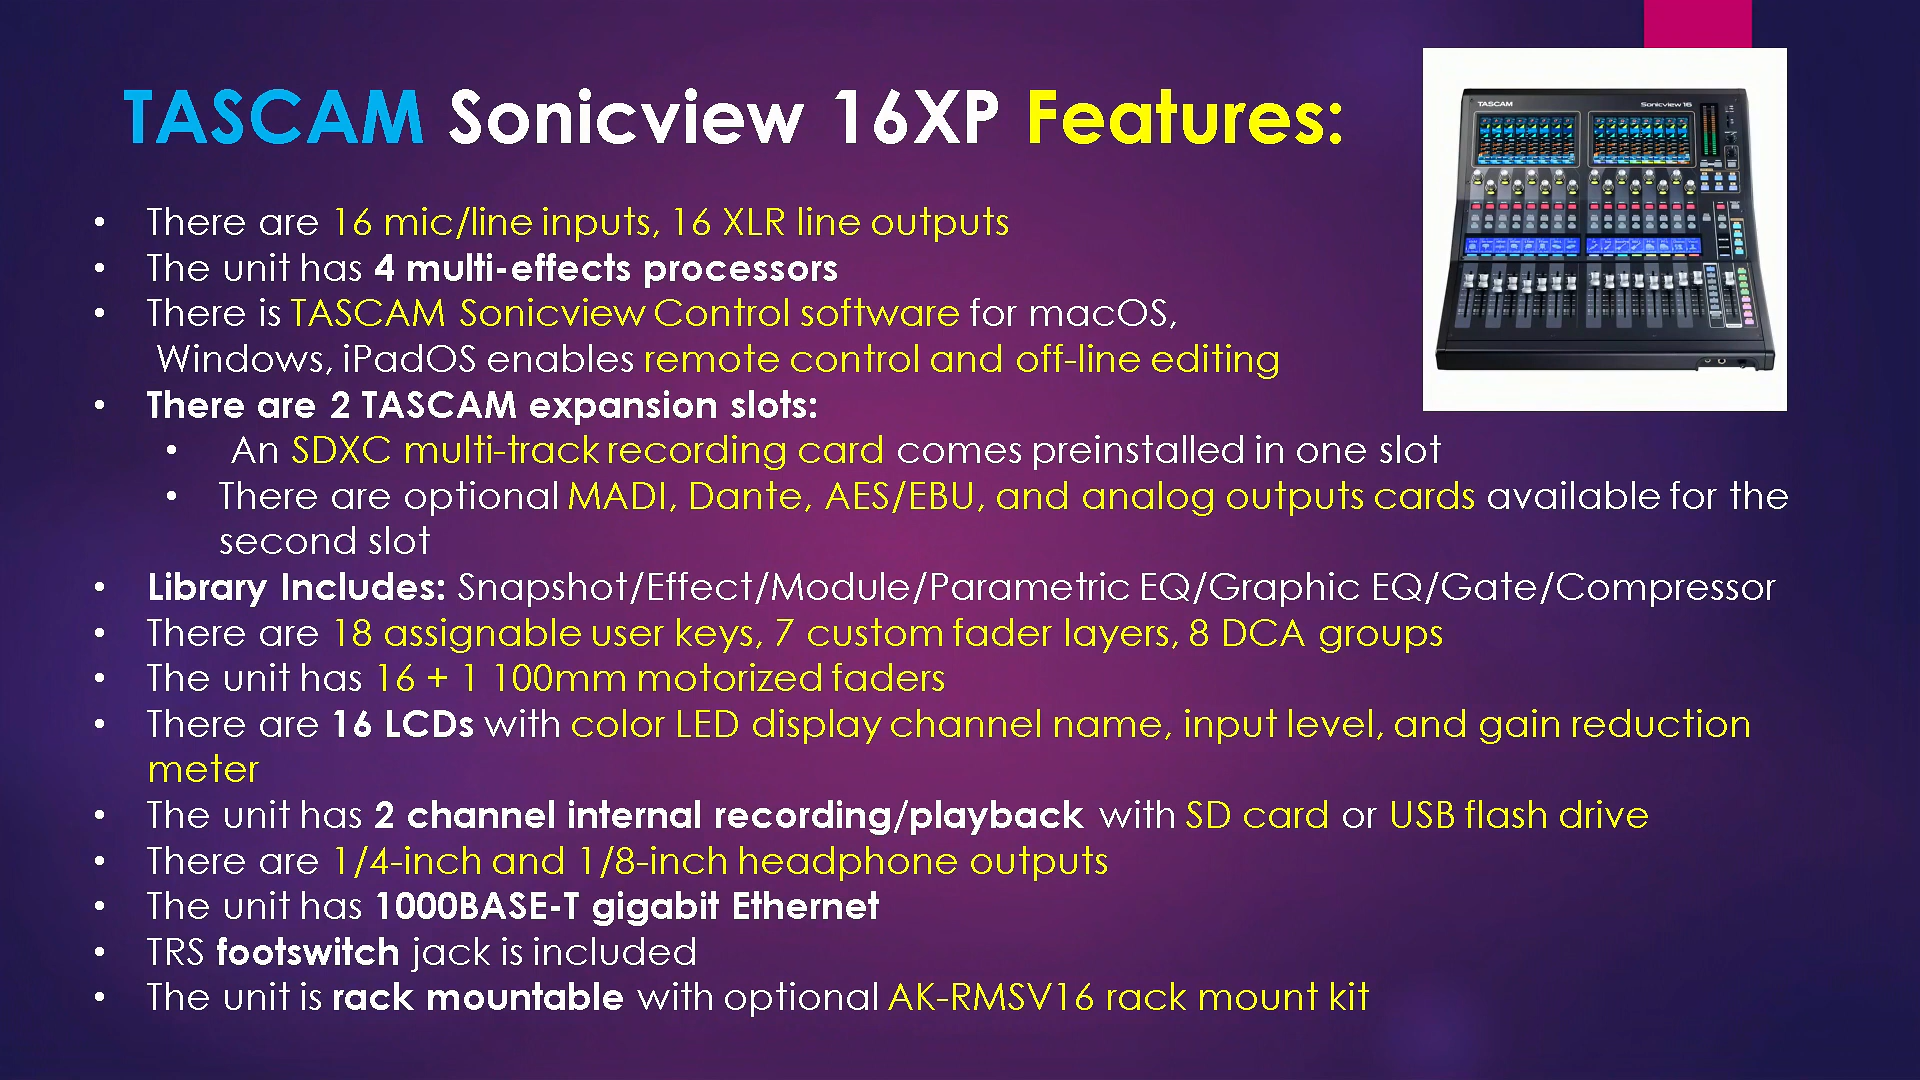 TASCAM Sonicview 16XP Features:
TASCAM
Sonicview 16
• There are 16 mic/line inputs, 16 XLR line outputs
• The unit has 4 multi-effects processors
• There is TASCAM Sonicview Control software for macOS,
Windows, iPadOS enables remote control and off-line editing
• There are 2 TASCAM expansion slots:
• An SDXC multi-track recording card comes preinstalled in one slot
• There are optional MADI, Dante, AES/EBU, and analog outputs cards available for the
second slot
• Library Includes: Snapshot/Effect/Module/Parametric EQ/Graphic EQ/Gate/Compressor
• There are 18 assignable user keys, 7 custom fader layers, 8 DCA groups
• The unit has 16 + 1 100mm motorized faders
• There are 16 LCDs with color LED display channel name, input level, and gain reduction
meter
• The unit has 2 channel internal recording/playback with SD card or USB flash drive
• There are 1/4-inch and 1/8-inch headphone outputs
• The unit has 1000BASE-T gigabit Ethernet
• TRS footswitch jack is included
• The unit is rack mountable with optional AK-RMSV16 rack mount kit